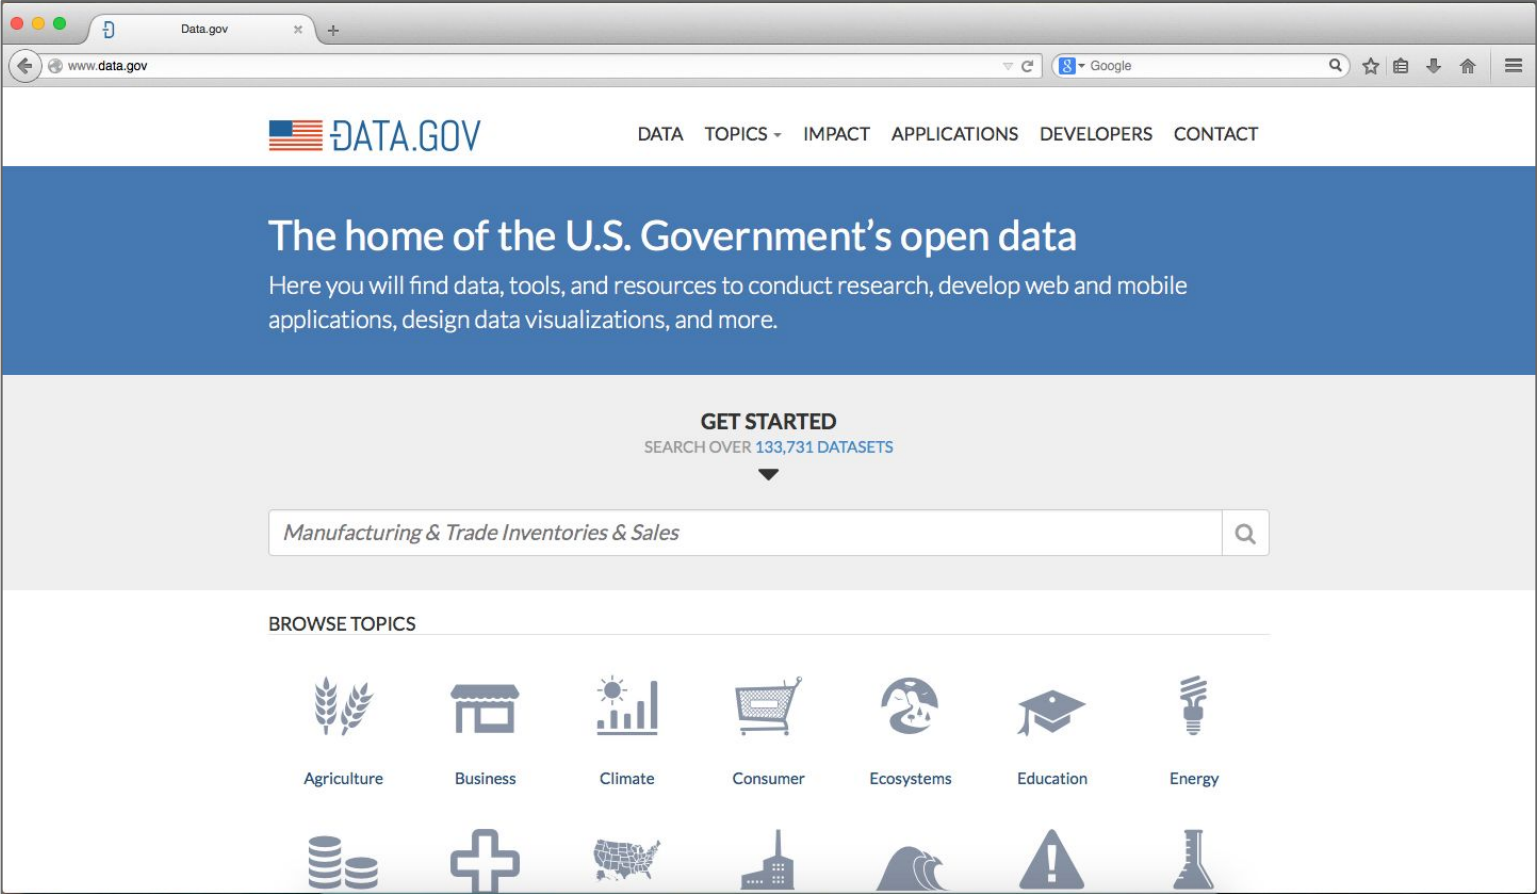 Data.gov
www.data.gov
8 Google
DATA.GOV
DATA TOPICS IMPACT APPLICATIONS DEVELOPERS CONTACT
The home of the U.S. Government's open data
Here you will find data, tools, and resources to conduct research, develop web and mobile
applications, design data visualizations, and more.
GET STARTED
SEARCH OVER 133,731 DATASETS
Manufacturing & Trade Inventories & Sales
BROWSE TOPICS
Agriculture Business Climate Consumer Ecosystems Education Energy